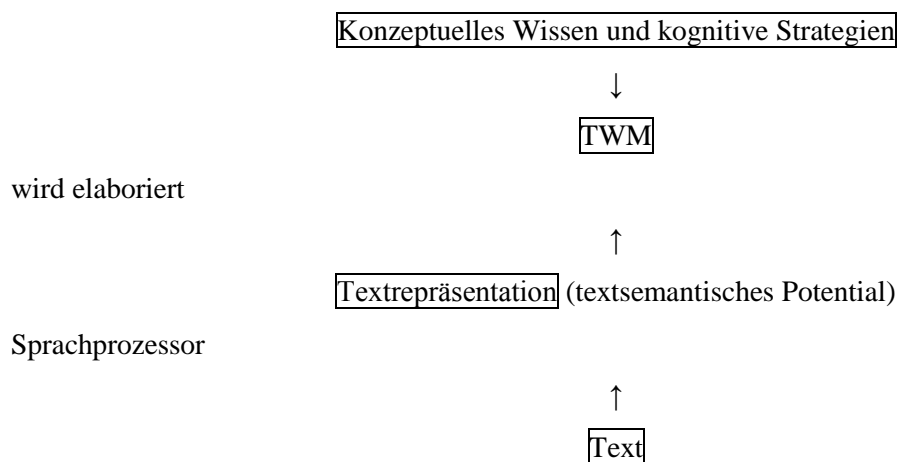 Konzeptuelles Wissen und kognitive Strategien
↓
TWM
wird elaboriert
↑
Textrepräsentation (textsemantisches Potential)
Sprachprozessor
↑
Text